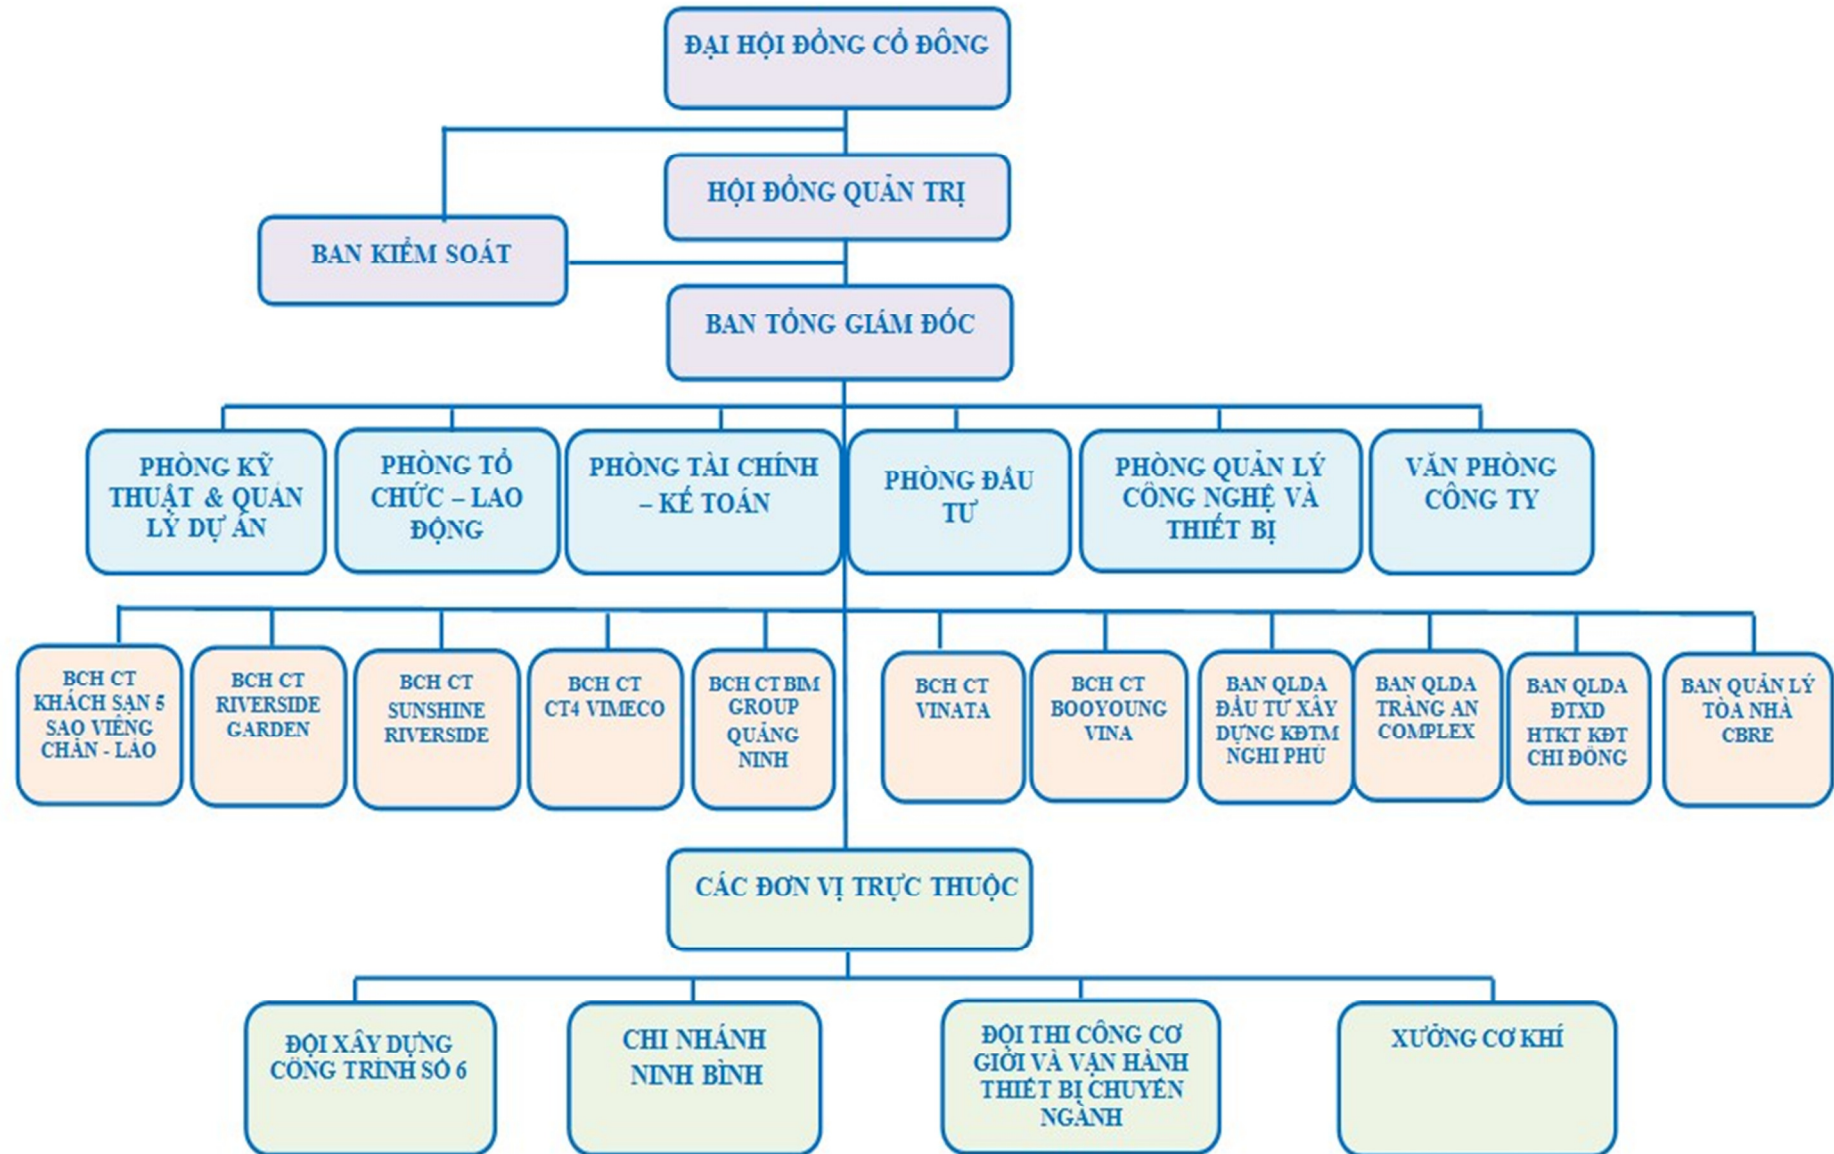 ĐẠI HỘI ĐỒNG CỔ ĐÔNG
HỘI ĐỒNG QUẢN TRỊ
BAN KIỂM SOÁT
BAN TỔNG GIÁM ĐỐC
PHÒNG KỸ
THUẬT & QUẢN
LÝ DỰ ÁN
PHÒNG TỔ
CHỨC – LAO
ĐỘNG
PHÒNG TÀI CHÍNH
– KẾ TOÁN
PHÒNG ĐẦU
TƯ
PHÒNG QUẢN LÝ
CÔNG NGHỆ VÀ
THIẾT BỊ
VĂN PHÒNG
CÔNG TY
BCH CT
KHÁCH SẠN 5
SAO VIÊNG
CHĂN - LÀO
BCH CT
RIVERSIDE
GARDEN
BCH CT
SUNSHINE
RIVERSIDE
BCH CT
CT4 VIMECO
BCH CT BIM
GROUP
QUẢNG
NINH
BCH CT
VINATA
BCH CT
BOOYOUNG
VINA
BAN QLDA
ĐẦU TƯ XÂY
DỰNG KĐTM
NGHI PHÚ
BAN QLDA
TRÀNG AN
COMPLEX
BAN QLDA
ĐTXD
HTKT KĐT
CHI ĐÔNG
BAN QUẢN LÝ
TÒA NHÀ
CBRE
CÁC ĐƠN VỊ TRỰC THUỘC
ĐỘI XÂY DỰNG
CÔNG TRÌNH SỐ 6
CHI NHÁNH
NINH BÌNH
ĐỘI THI CÔNG CƠ
GIỚI VÀ VẬN HÀNH
THIẾT BỊ CHUYÊN
NGÀNH
XƯỞNG CƠ KHÍ